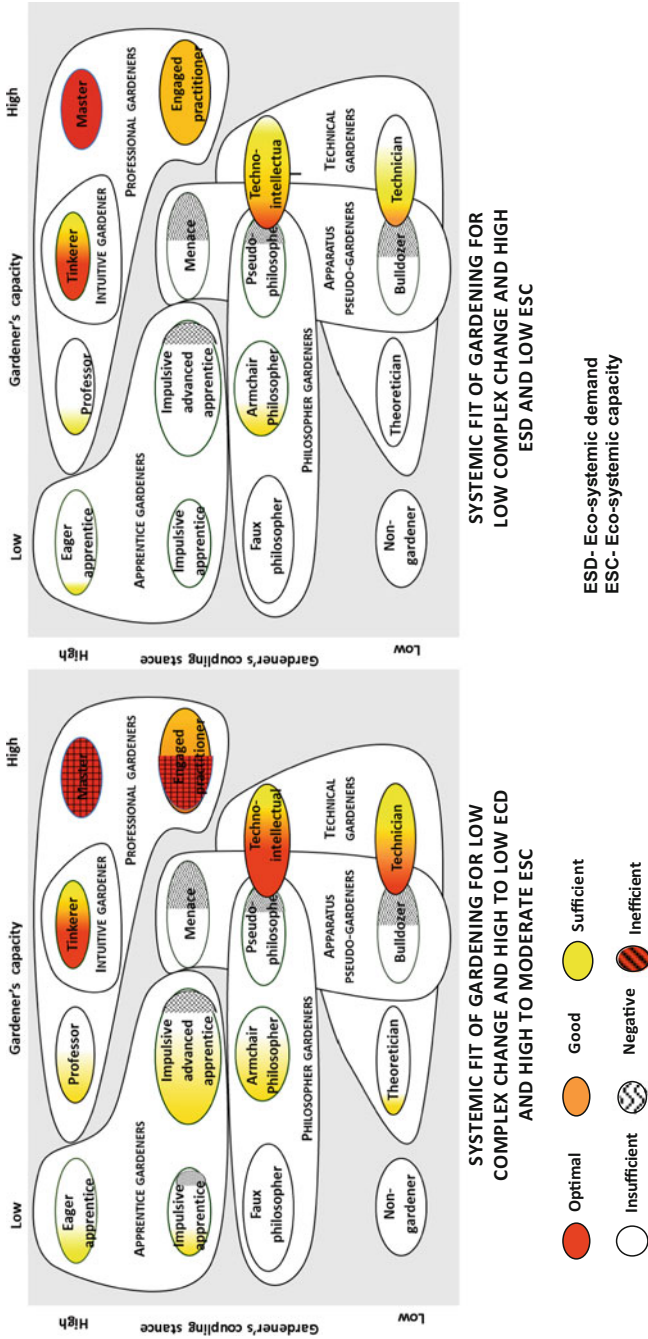 Gardener's capacity
Low
High
High
Gardener's coupling stance
Low
Eager
apprentice
Professor
Tinkerer
INTUITIVE GARDENER
Master
PROFESSIONAL GARDENERS
Engaged
practitioner
APPRENTICE GARDENERS
Impulsive
apprentice
Impulsive
advanced
apprentice
Menace
Faux
philosopher
Armchair
Philosopher
Pseudo-
philosophe
Techno-
intellectual
PHILOSOPHER GARDENERS
APPARATUS
PSEUDO-GARDENERS
TECHNICAL
GARDENERS
Non-
gardener
Theoretician
Bulldozer
Technician
SYSTEMIC FIT OF GARDENING FOR LOW
COMPLEX CHANGE AND HIGH TO LOW ECD
AND HIGH TO MODERATE ESC
Optimal
Good
Sufficient
Insufficient
Negative
Inefficient
Gardener's capacity
Low
High
High
Gardener's coupling stance
Low
Eager
apprentice
Professor
Tinkerer
INTUITIVE GARDENER
Master
PROFESSIONAL GARDENERS
Engaged
practitioner
APPRENTICE GARDENERS
Impulsive
apprentice
Impulsive
advanced
apprentice
Menace
Faux
philosopher
Armchair
Philosopher
Pseudo-
philosophe
Techno-
intellectua
PHILOSOPHER GARDENERS
APPARATUS
PSEUDO-GARDENERS
TECHNICAL
GARDENERS
Non-
gardener
Theoretician
Bulldozer
Technician
SYSTEMIC FIT OF GARDENING FOR
LOW COMPLEX CHANGE AND HIGH
ESD AND LOW ESC
ESD- Eco-systemic demand
ESC- Eco-systemic capacity